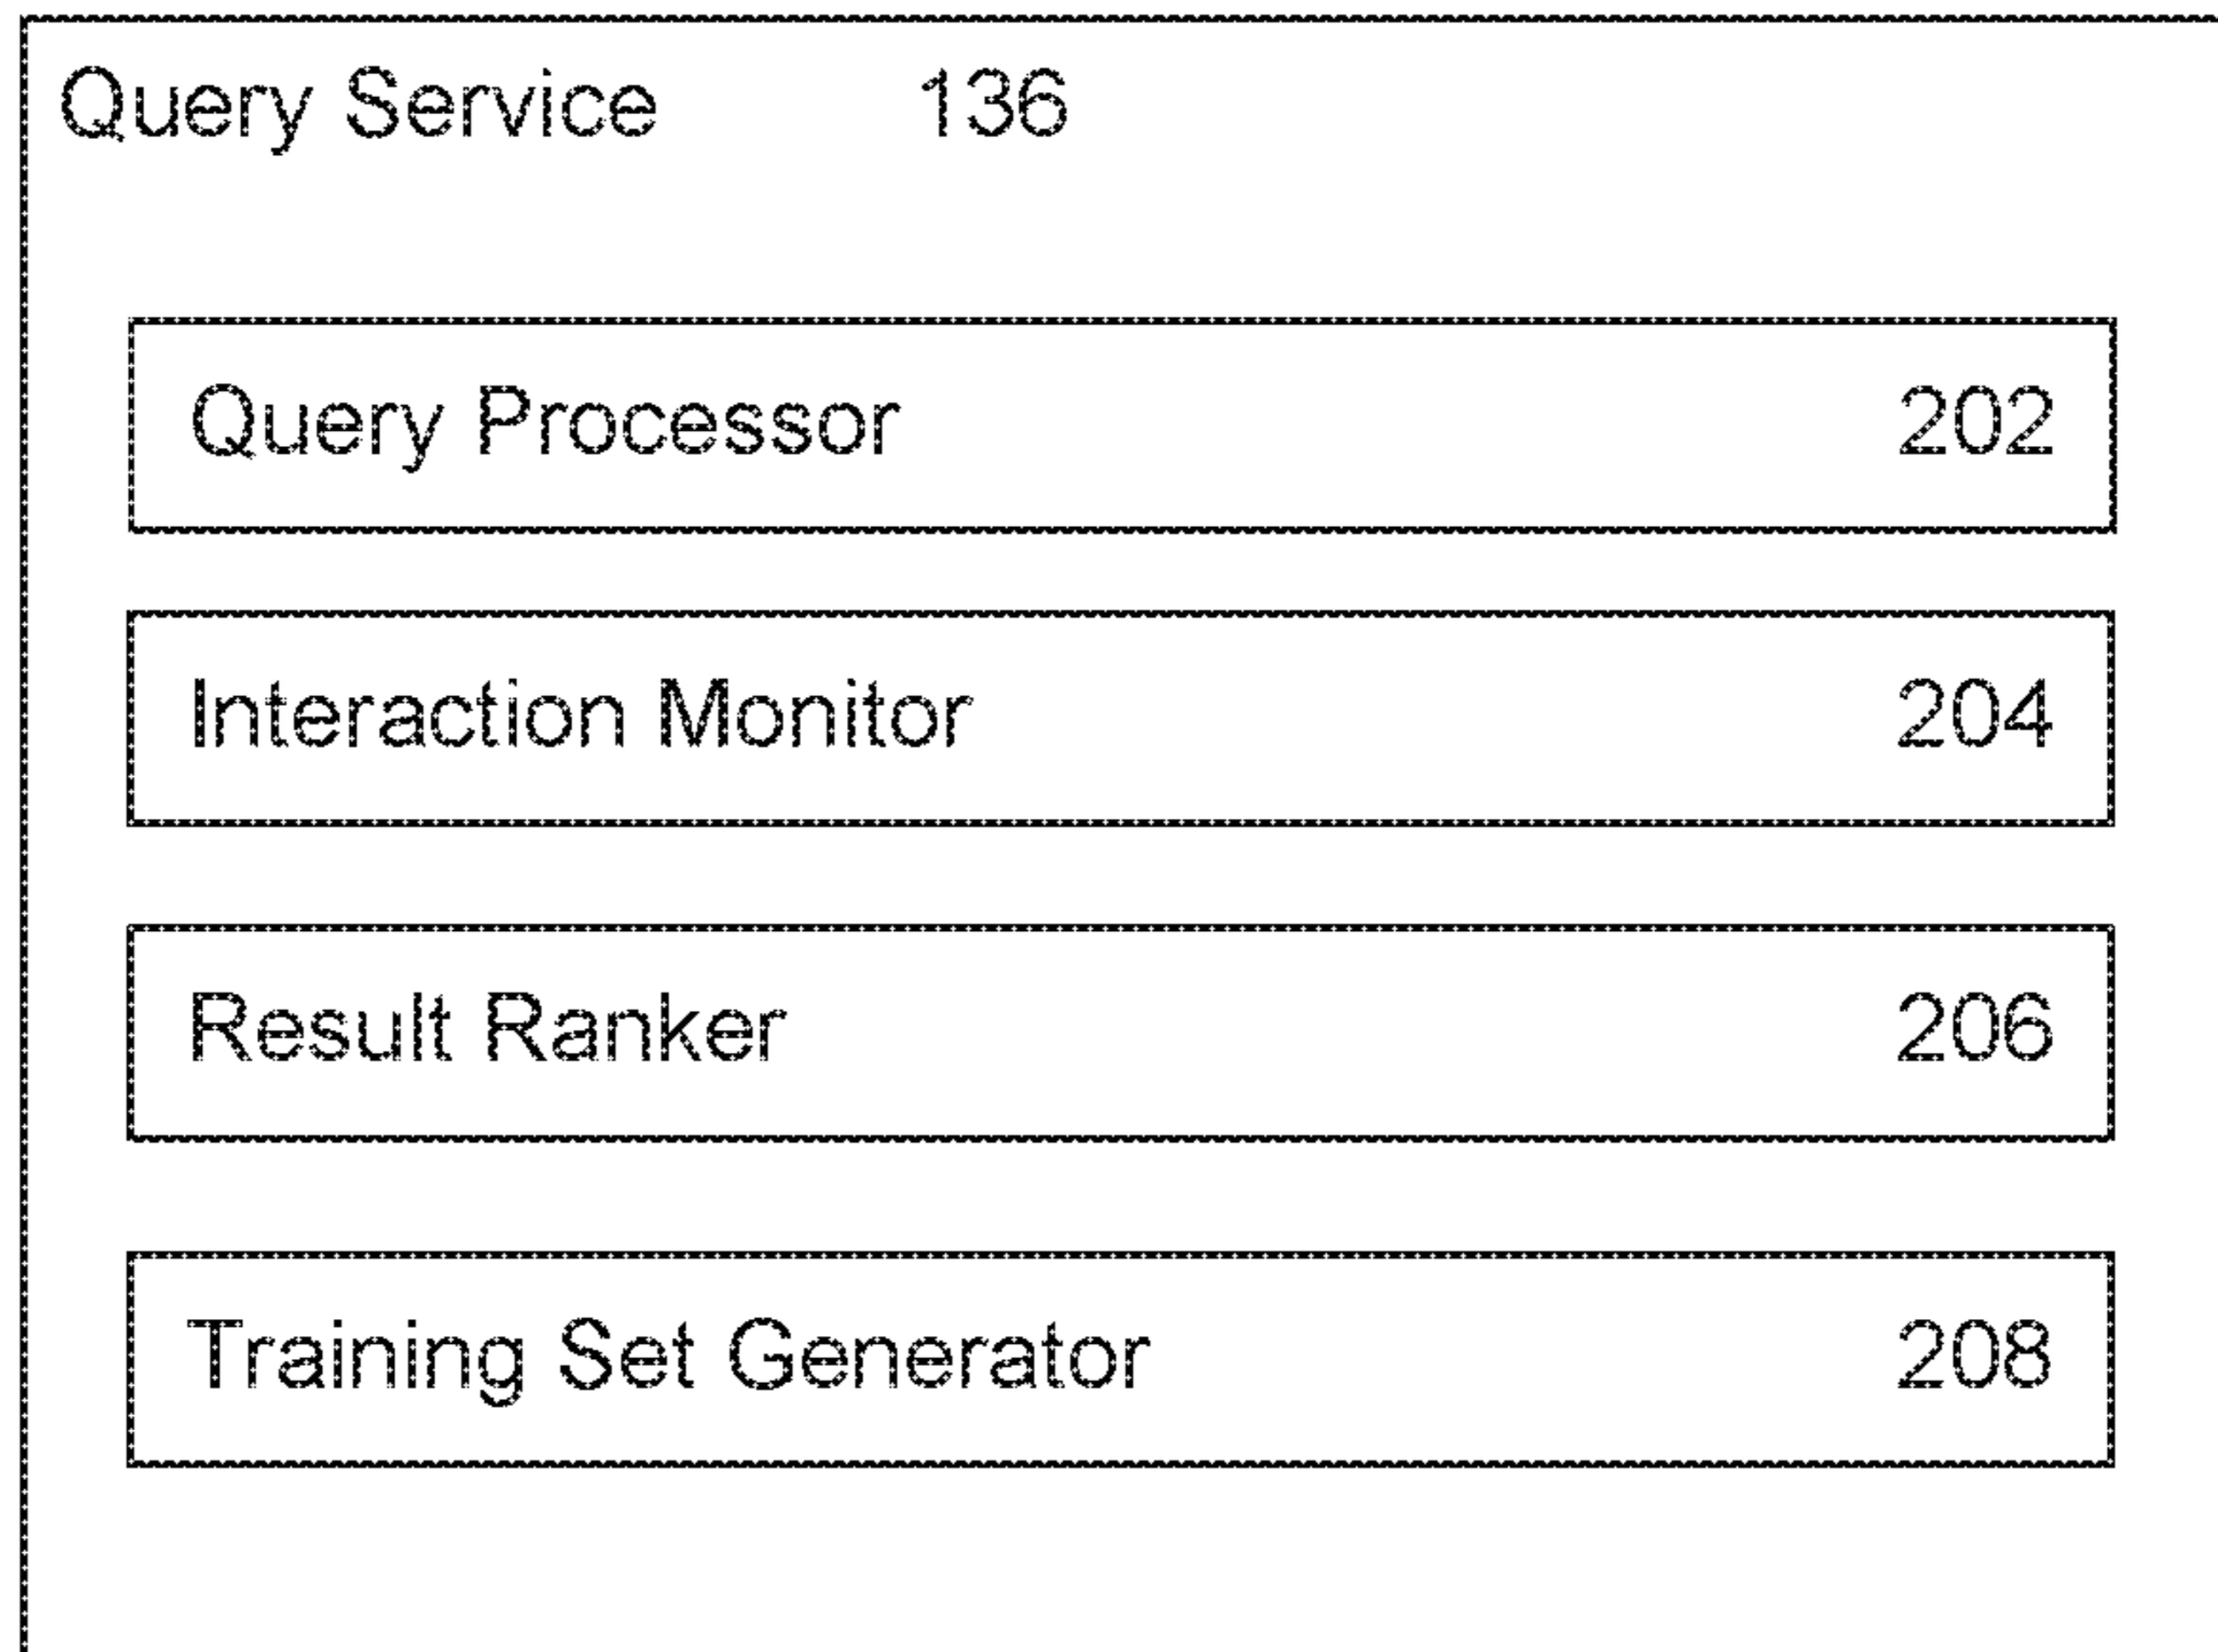 Query Service 136
Query Processor 202
Interaction Monitor 204
Result Ranker 206
Training Set Generator 208